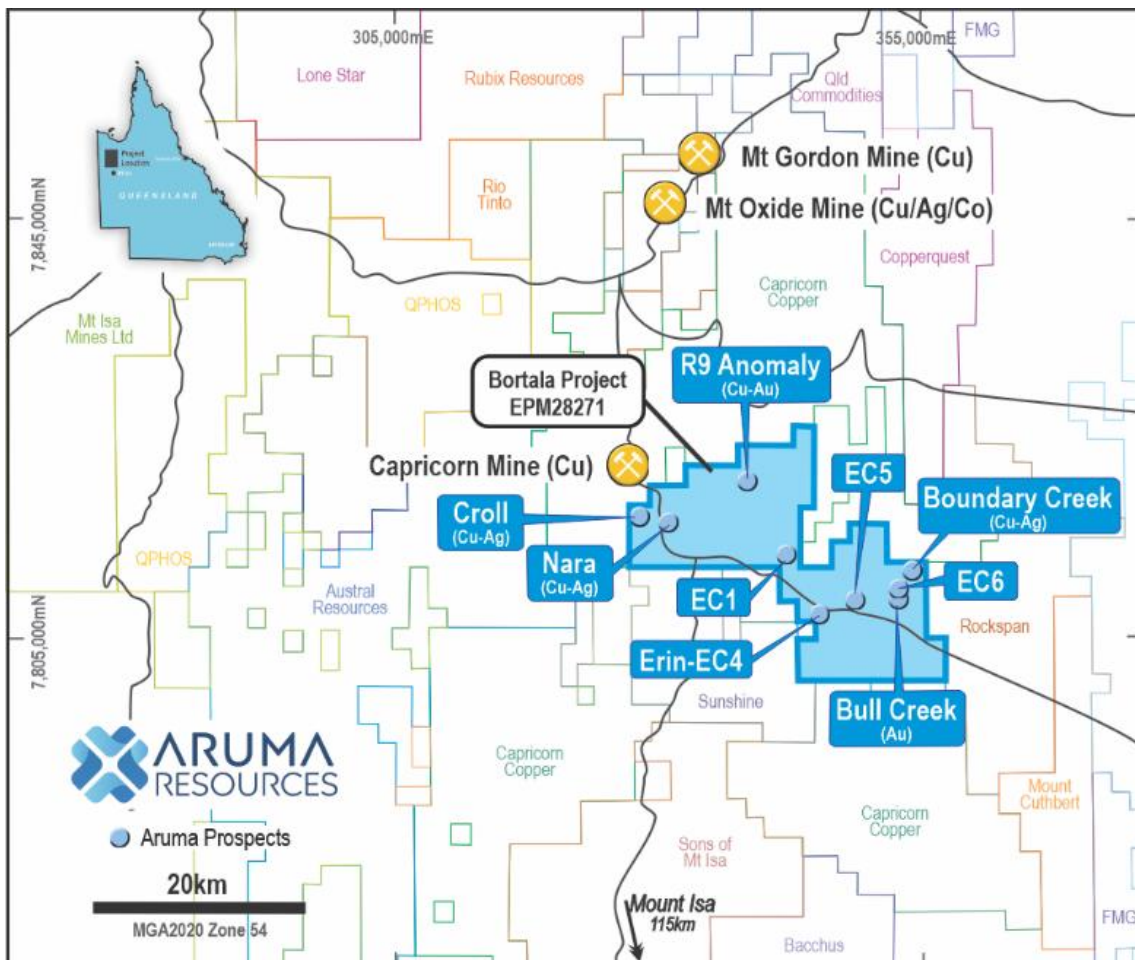 305,000mE
355,000mE
FMG
Lone Star
Rubix Resources
Qld
Commodities
Project
Location
QUEENSLAND
Mt Gordon Mine (Cu)
Rio
Tinto
Mt Oxide Mine (Cu/Ag/Co)
7,845,000mN
Copperquest
Capricorn
Copper
QPHOS
Mt Isa
Mines Ltd
R9 Anomaly
(Cu-Au)
Bortala Project
EPM28271
Capricorn Mine (Cu)
EC5
Boundary Creek
(Cu-Ag)
Croll
(Cu-Ag)
Nara
(Cu-Ag)
QPHOS
Austral
Resources
EC1
EC6
7,805,000mN
Rockspan
Erin-EC4
Sunshine
Bull Creek
(Au)
ARUMA
RESOURCES
Capricorn
Copper
Mount
Cuthbert
Capricorn
Copper
Aruma Prospects
Sons of
Mt Isa
20km
Mount Isa
115km
MGA2020 Zone 54
Bacchus
FMG